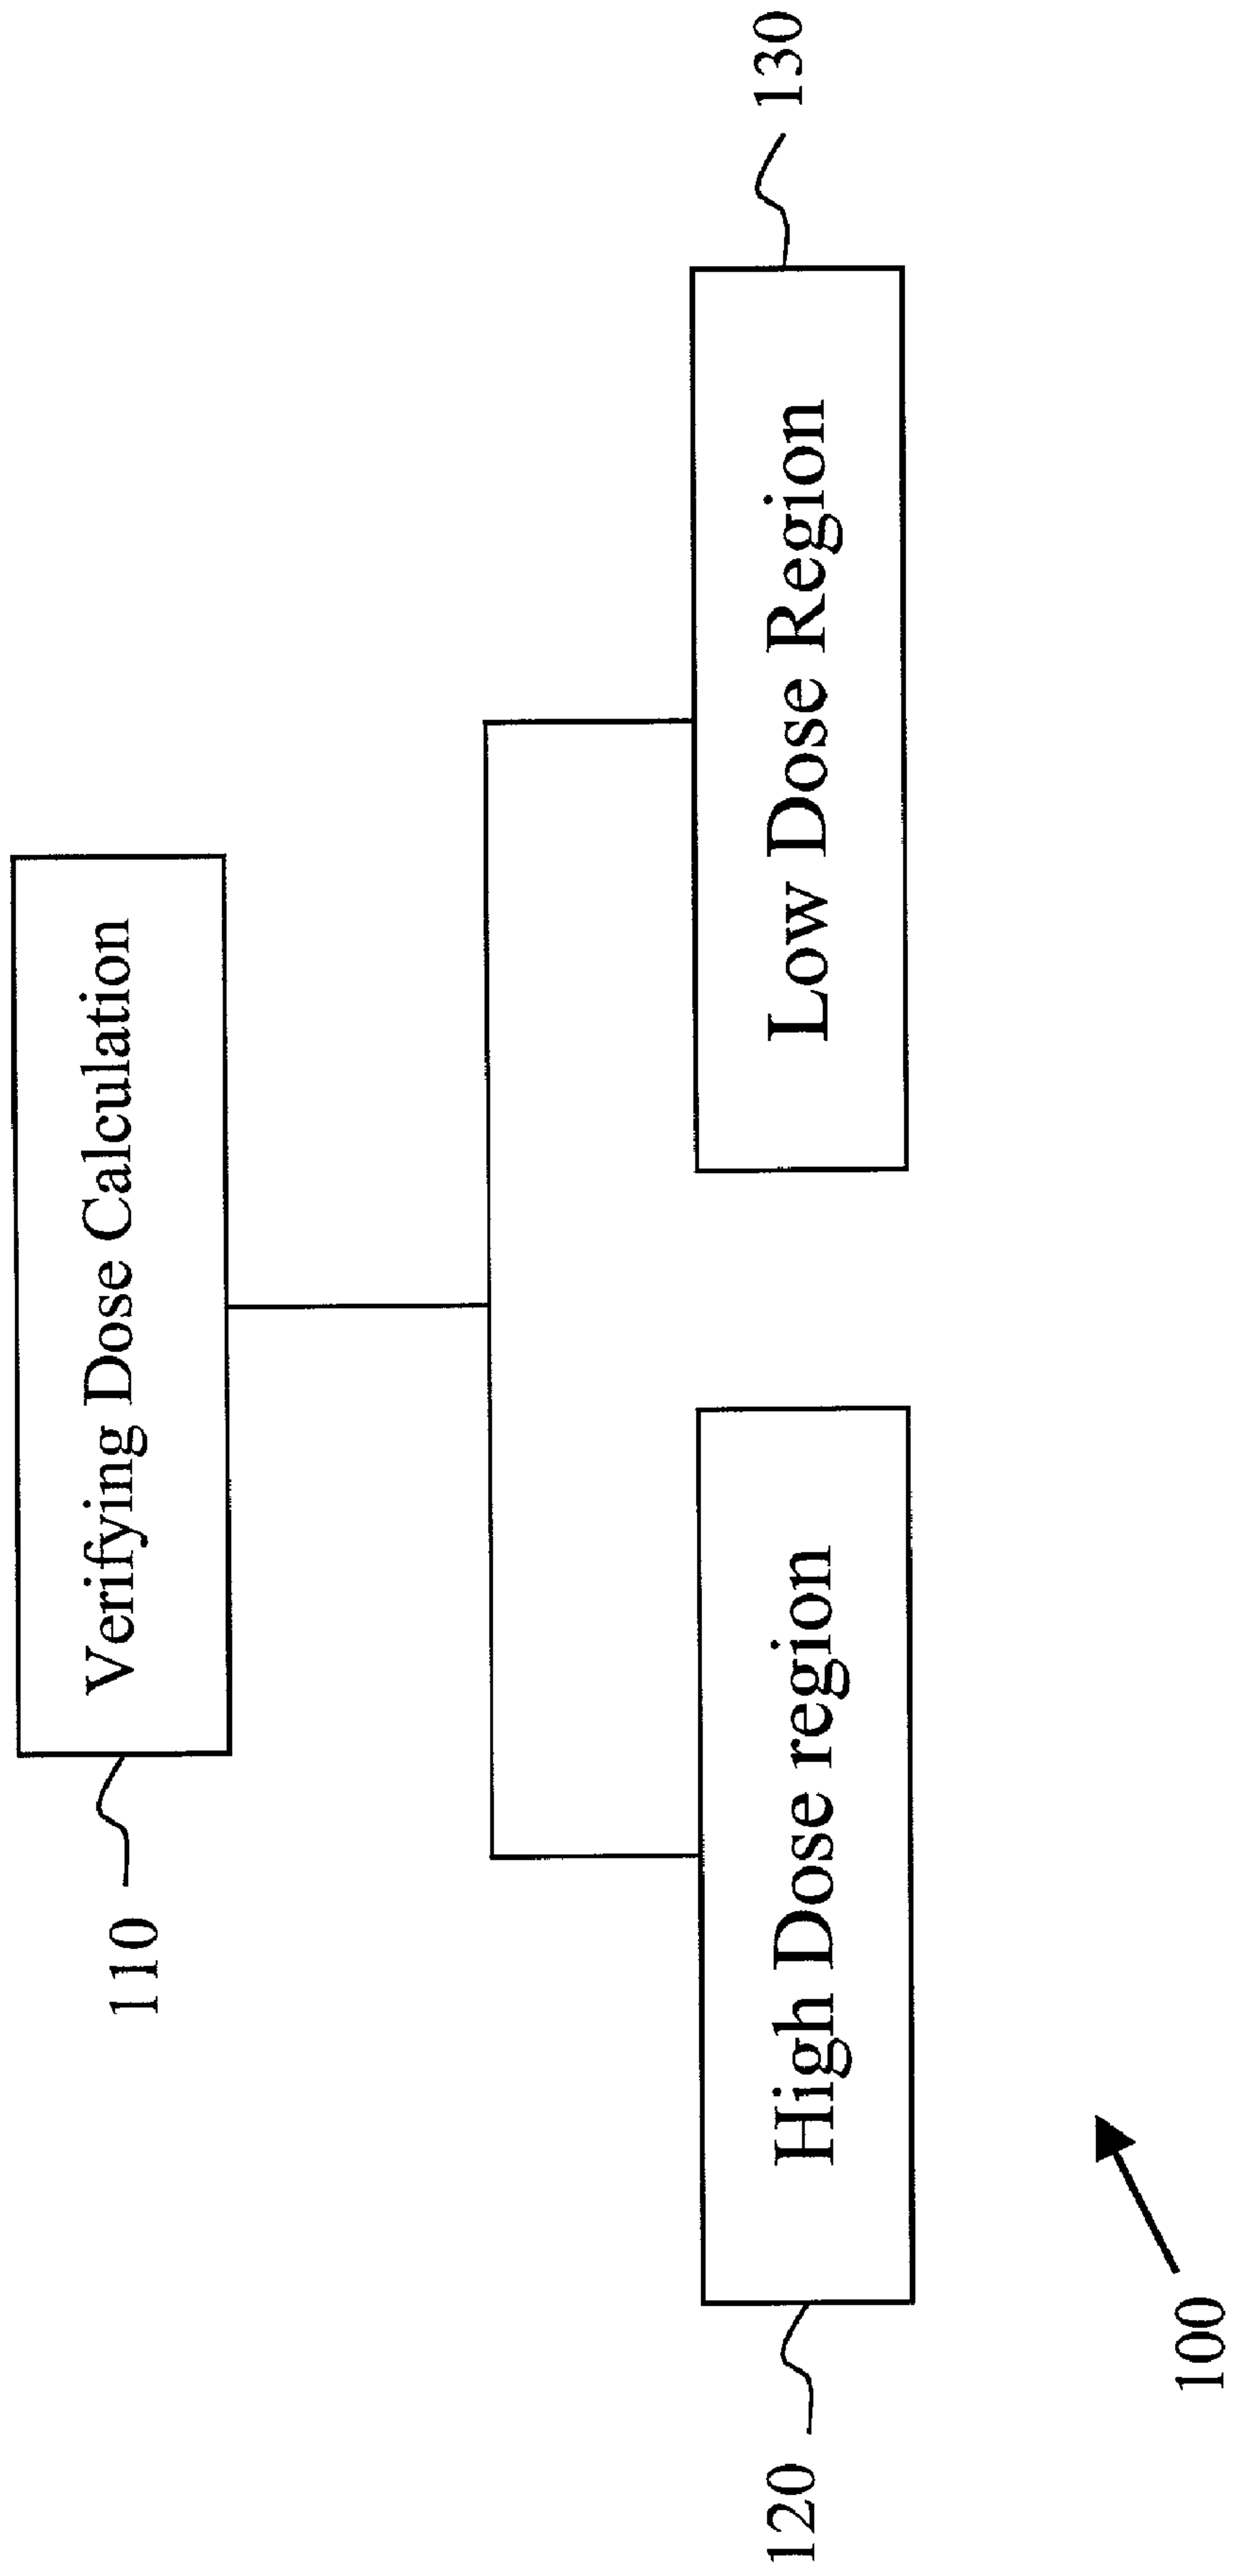 110
Verifying Dose Calculation
120
High Dose region
Low Dose Region
130
100